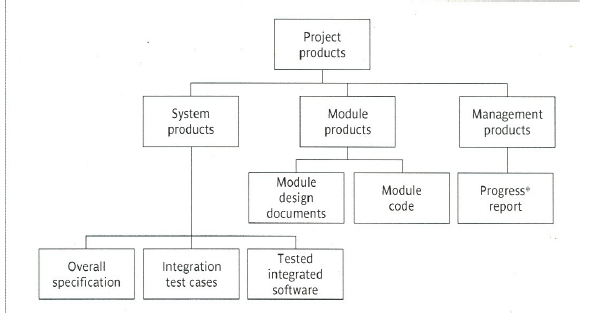 Project
products
System
products
Module
products
Management
products
Module
design
documents
Module
code
Progress*
report
Overall
specification
Integration
test cases
Tested
integrated
software